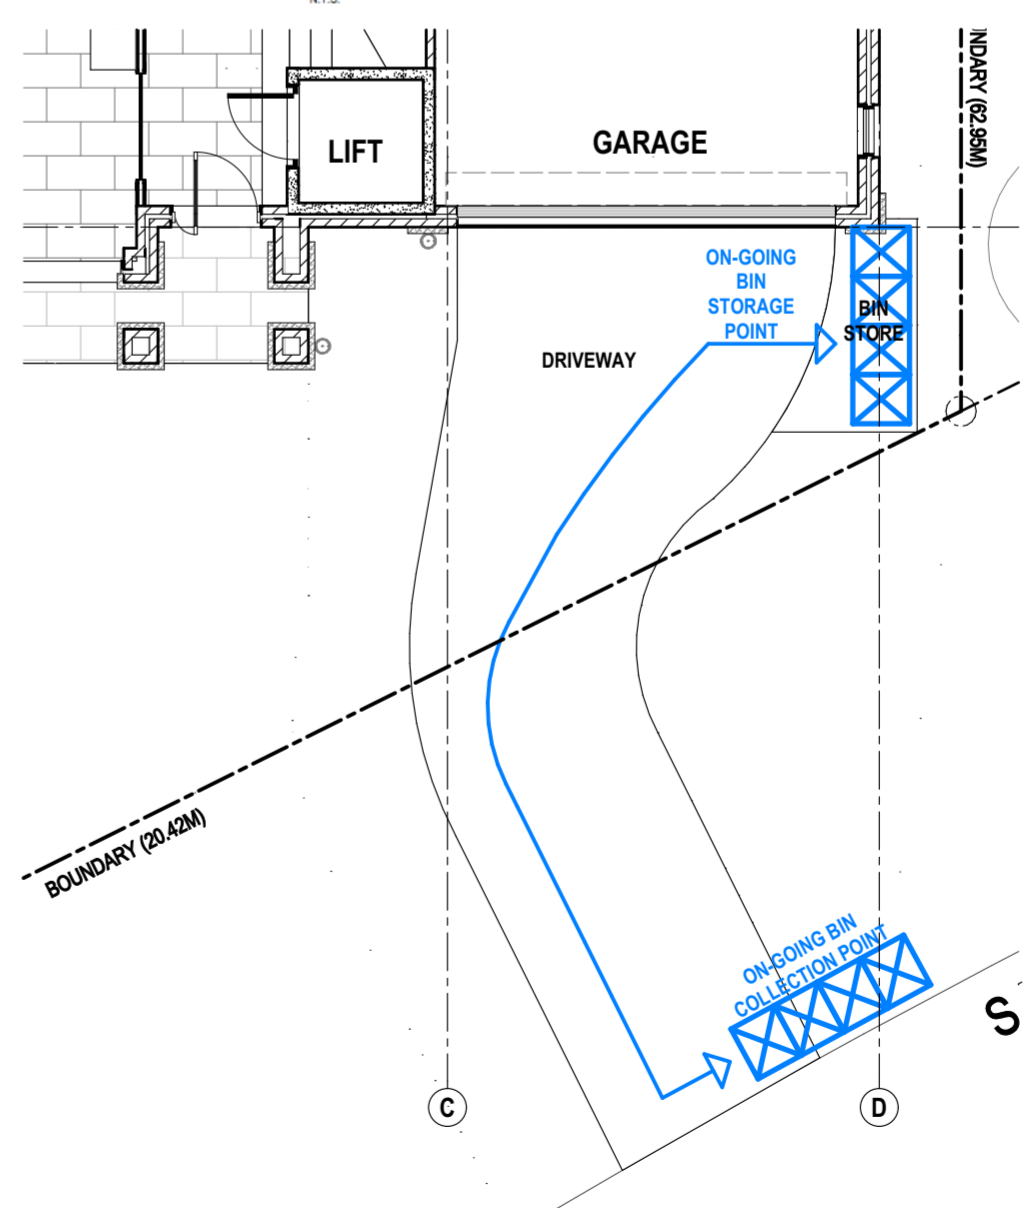 N.T.S.
NDARY (62.95M)
LIFT
GARAGE
ON-GOING
BIN
STORAGE
POINT
BIN
STORE
DRIVEWAY
BOUNDARY (20.42M)
ON-GOING BIN
COLLECTION POINT
S
C
D